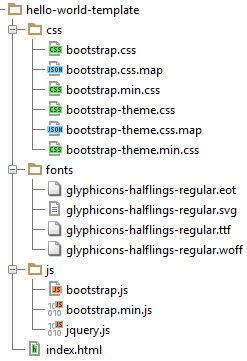 hello-world-template
css
CSS bootstrap.css
JSON bootstrap.css.map
CSS bootstrap.min.css
CSS bootstrap-theme.css
JSON bootstrap-theme.css.map
CSS bootstrap-theme.min.css
fonts
glyphicons-halflings-regular.eot
glyphicons-halflings-regular.svg
glyphicons-halflings-regular.ttf
glyphicons-halflings-regular.woff
js
JS bootstrap.js
101 010 bootstrap.min.js
101 010 jquery.js
h index.html